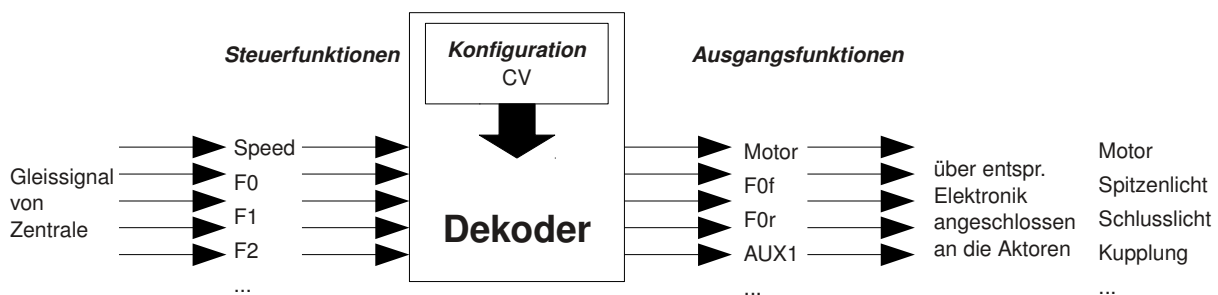 Steuerfunktionen
Konfiguration
CV
Ausgangsfunktionen
Gleissignal
von
Zentrale
Speed
F0
F1
F2
...
Dekoder
Motor
F0f
F0r
AUX1
...
über entspr.
Elektronik
angeschlossen
an die Aktoren
Motor
Spitzenlicht
Schlusslicht
Kupplung
...